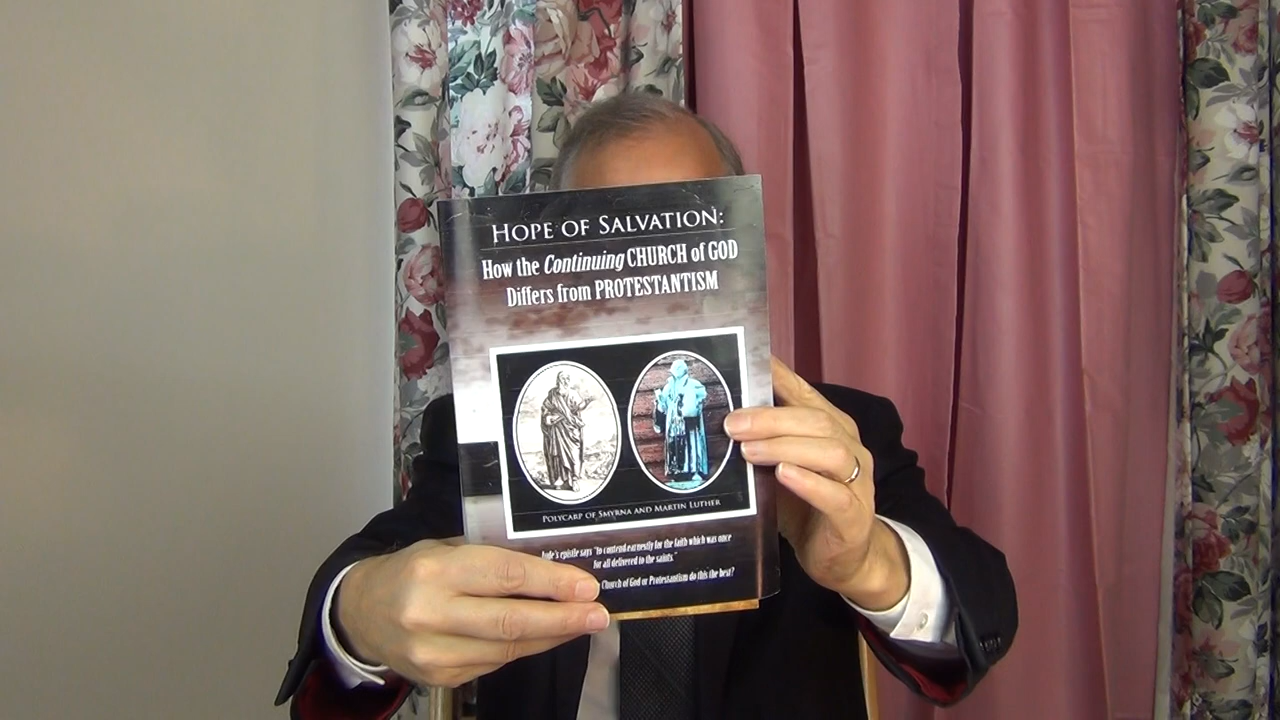 HOPE OF SALVATION:
How the Continuing CHURCH of GOD
Differs from PROTESTANTISM
POLYCARP OF SMYRNA AND MARTIN LUTHER
Jude's epistle says "to contend earnestly for the faith which was once
for all delivered to the saints."
Church of God or Protestantism do this the best?